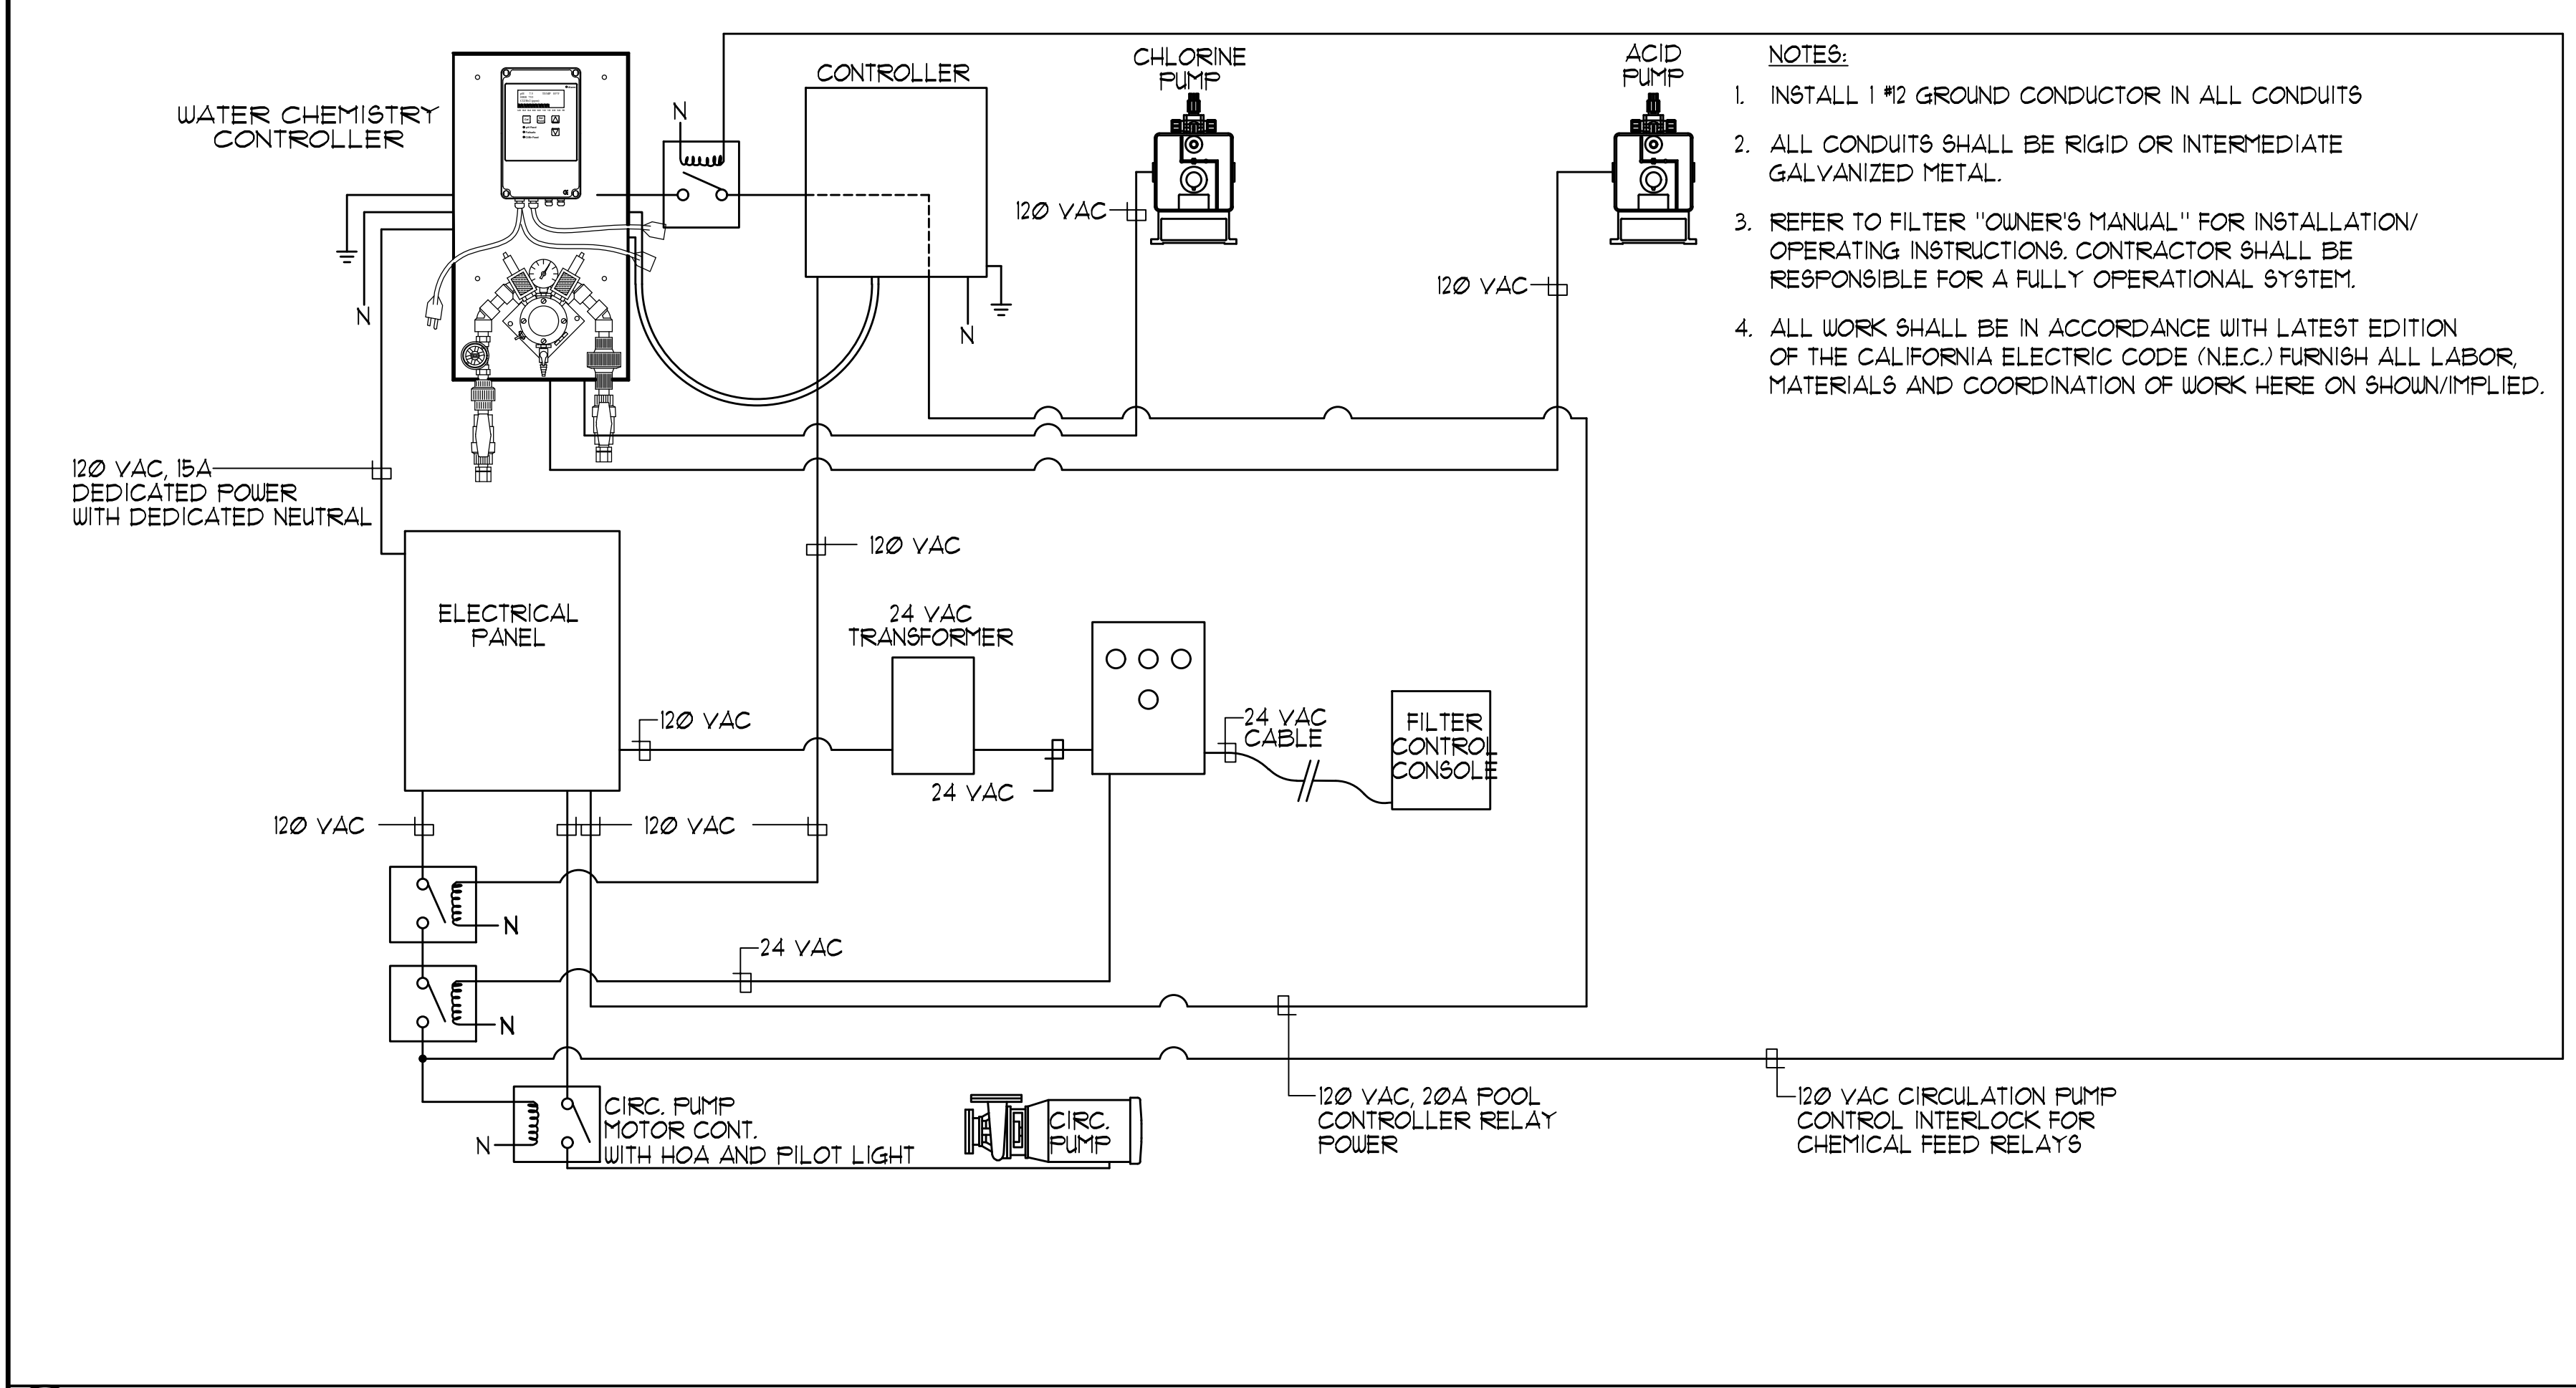 WATER CHEMISTRY
CONTROLLER
N
CONTROLLER
N
N
CHLORINE
PUMP
120 VAC
ACID
PUMP
120 VAC
NOTES:
1. INSTALL 1 #12 GROUND CONDUCTOR IN ALL CONDUITS
2. ALL CONDUITS SHALL BE RIGID OR INTERMEDIATE
GALVANIZED METAL.
3. REFER TO FILTER "OWNER'S MANUAL" FOR INSTALLATION/
OPERATING INSTRUCTIONS. CONTRACTOR SHALL BE
RESPONSIBLE FOR A FULLY OPERATIONAL SYSTEM.
4. ALL WORK SHALL BE IN ACCORDANCE WITH LATEST EDITION
OF THE CALIFORNIA ELECTRIC CODE (N.E.C.) FURNISH ALL LABOR,
MATERIALS AND COORDINATION OF WORK HERE ON SHOWN/IMPLIED.
120 VAC, 15A
DEDICATED POWER
WITH DEDICATED NEUTRAL
120 VAC
ELECTRICAL
PANEL
24 VAC
TRANSFORMER
120 VAC
24 VAC
24 VAC
CABLE
FILTER
CONTROL
CONSOLE
120 VAC
120 VAC
N
24 VAC
N
CIRC. PUMP
MOTOR CONT.
WITH HOA AND PILOT LIGHT
N
CIRC.
PUMP
120 VAC, 20A POOL
CONTROLLER RELAY
POWER
120 VAC CIRCULATION PUMP
CONTROL INTERLOCK FOR
CHEMICAL FEED RELAYS